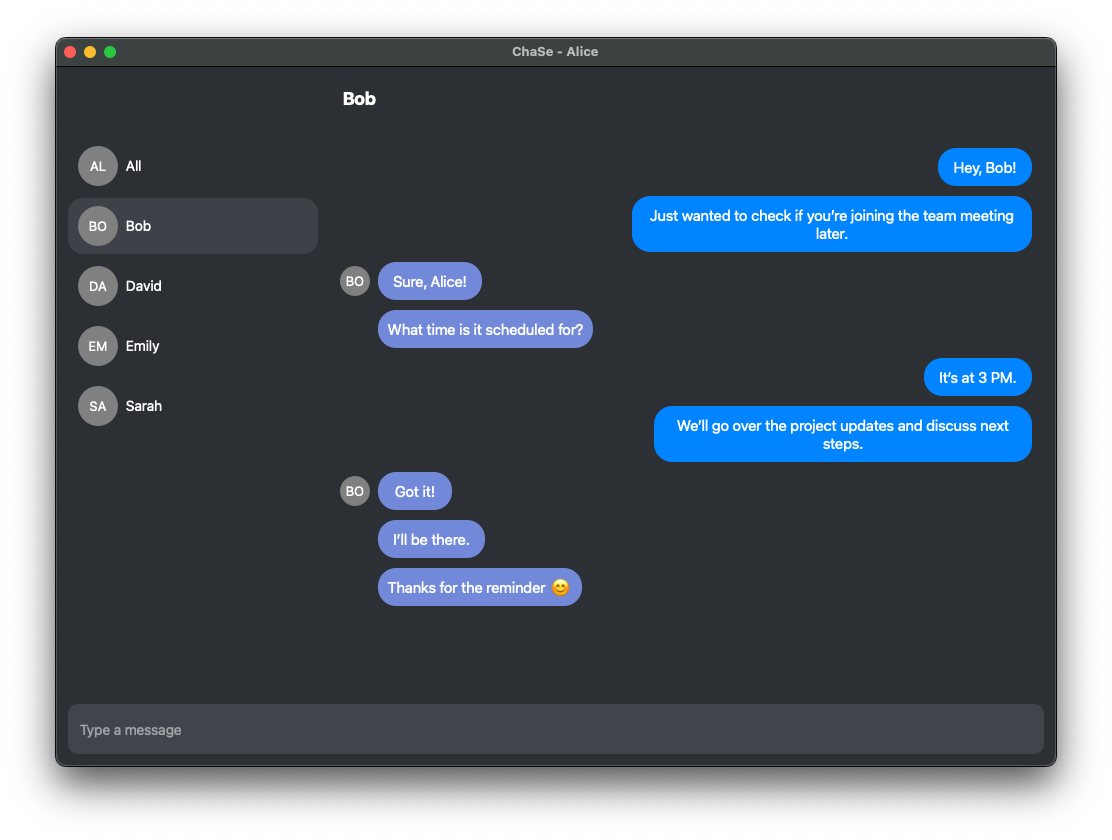 ChaSe - Alice
Bob
AL All
BO Bob
DA David
EM Emily
SA Sarah
Hey, Bob!
Just wanted to check if you’re joining the team meeting
later.
BO Sure, Alice!
What time is it scheduled for?
It’s at 3 PM.
We’ll go over the project updates and discuss next
steps.
BO Got it!
I’ll be there.
Thanks for the reminder 😊
Type a message